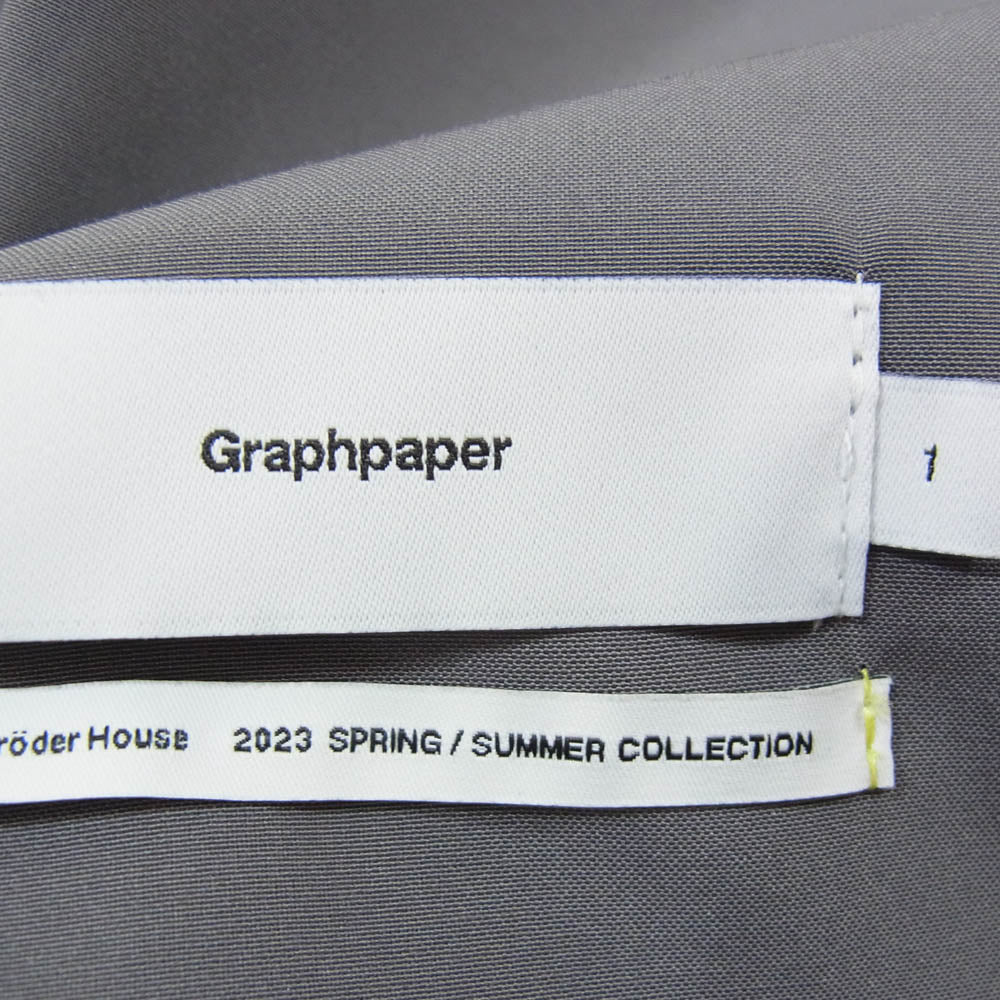 Graphpaper
1
röder House 2023 SPRING / SUMMER COLLECTION